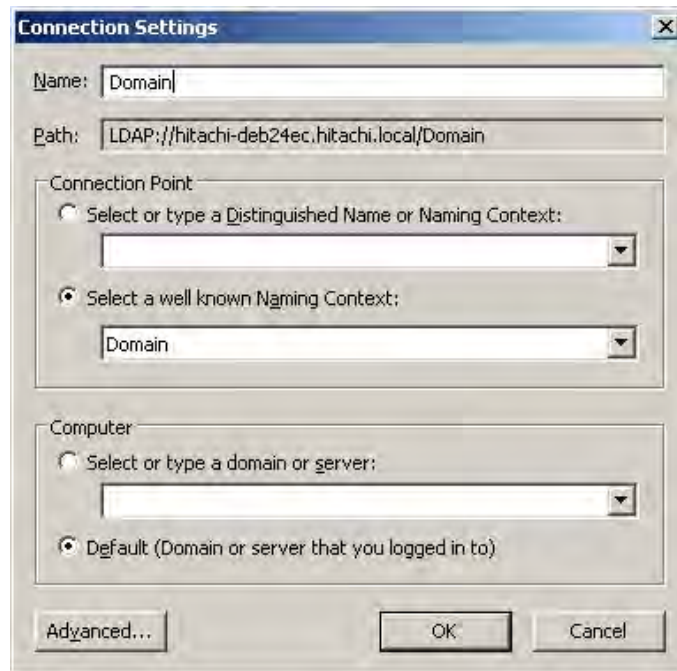 Connection Settings
Name: Domain
Path: LDAP://hitachi-deb24ec.hitachi.local/Domain
Connection Point
Select or type a Distinguished Name or Naming Context:
Select a well known Naming Context:
Domain
Computer
Select or type a domain or server:
Default (Domain or server that you logged in to)
Advanced... OK Cancel